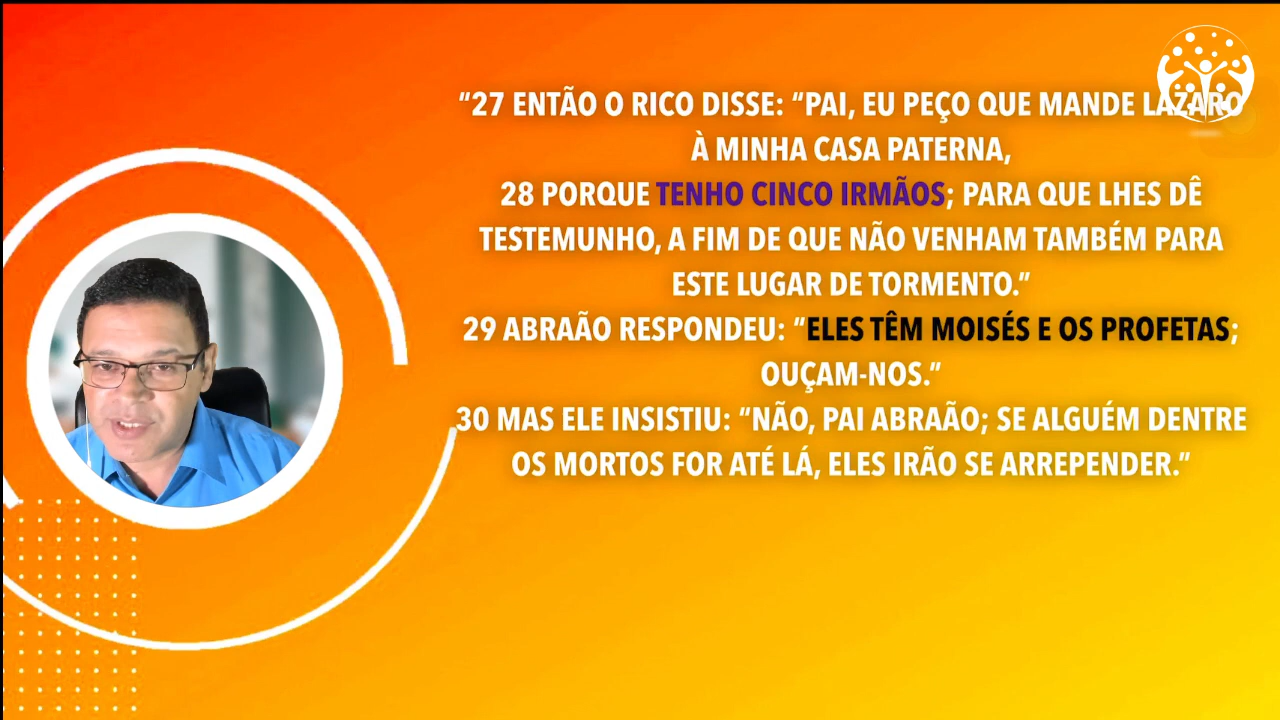 "27 ENTÃO O RICO DISSE: "PAI, EU PEÇO QUE MANDE LÁZARO
À MINHA CASA PATERNA,
28 PORQUE TENHO CINCO IRMÃOS; PARA QUE LHES DÊ
TESTEMUNHO, A FIM DE QUE NÃO VENHAM TAMBÉM PARA
ESTE LUGAR DE TORMENTO."
29 ABRAÃO RESPONDEU: "ELES TÊM MOISÉS E OS PROFETAS;
OUÇAM-NOS."
30 MAS ELE INSISTIU: "NÃO, PAI ABRAÃO; SE ALGUÉM DENTRE
OS MORTOS FOR ATÉ LÁ, ELES IRÃO SE ARREPENDER."